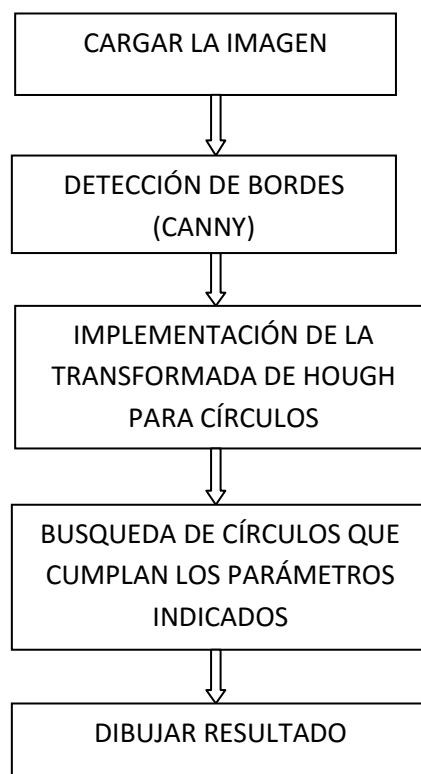 CARGAR LA IMAGEN
DETECCIÓN DE BORDES
(CANNY)
IMPLEMENTACIÓN DE LA
TRANSFORMADA DE HOUGH
PARA CÍRCULOS
BUSQUEDA DE CÍRCULOS QUE
CUMPLAN LOS PARÁMETROS
INDICADOS
DIBUJAR RESULTADO